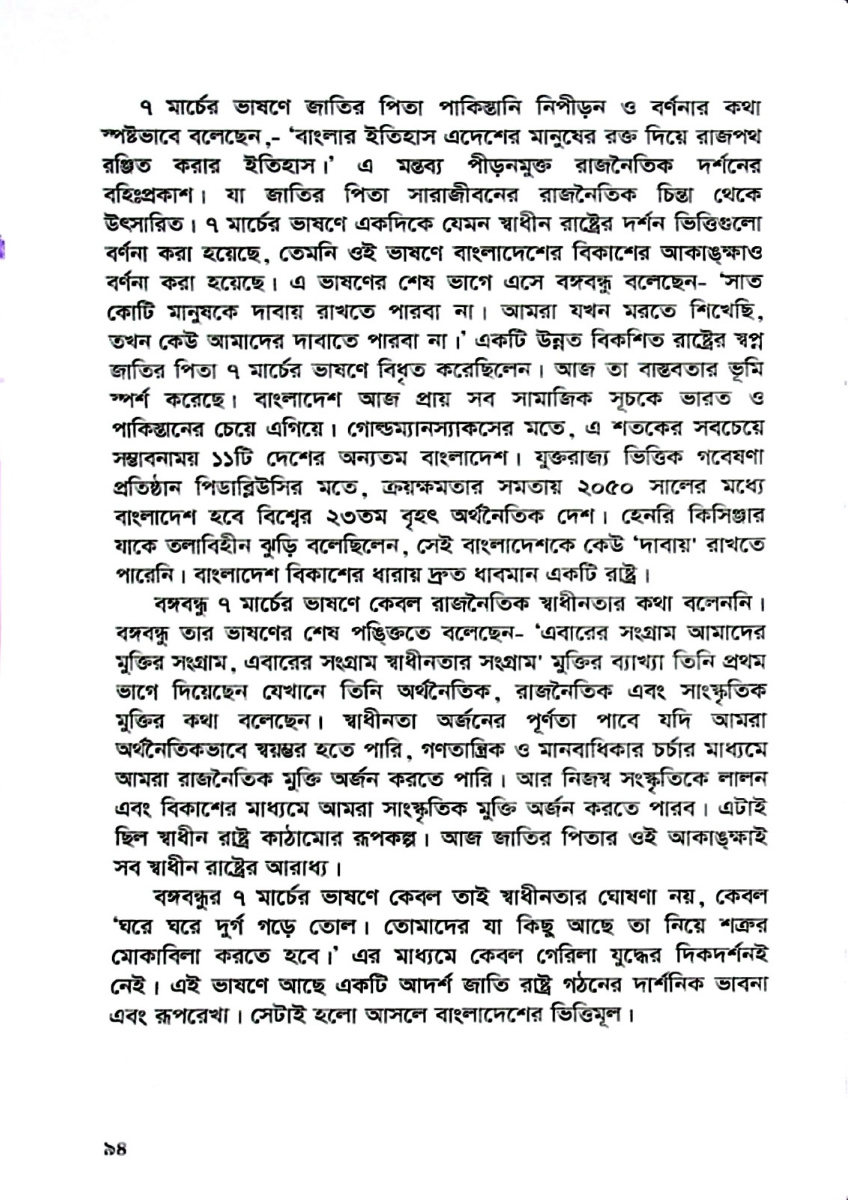 ৭ মার্চের ভাষণে জাতির পিতা পাকিস্তানি নিপীড়ন ও বর্ণনার কথা
স্পষ্টভাবে বলেছেন,- ‘বাংলার ইতিহাস এদেশের মানুষের রক্ত দিয়ে রাজপথ
রঞ্জিত করার ইতিহাস।’ এ মন্তব্য পীড়নমুক্ত রাজনৈতিক দর্শনের
বহিঃপ্রকাশ। যা জাতির পিতা সারাজীবনের রাজনৈতিক চিন্তা থেকে
উৎসারিত। ৭ মার্চের ভাষণে একদিকে যেমন স্বাধীন রাষ্ট্রের দর্শন ভিত্তিগুলো
বর্ণনা করা হয়েছে, তেমনি ওই ভাষণে বাংলাদেশের বিকাশের আকাঙ্ক্ষাও
বর্ণনা করা হয়েছে। এ ভাষণের শেষ ভাগে এসে বঙ্গবন্ধু বলেছেন- ‘সাত
কোটি মানুষকে দাবায় রাখতে পারবা না। আমরা যখন মরতে শিখেছি,
তখন কেউ আমাদের দাবাতে পারবা না।’ একটি উন্নত বিকশিত রাষ্ট্রের স্বপ্ন
জাতির পিতা ৭ মার্চের ভাষণে বিধৃত করেছিলেন। আজ তা বাস্তবতার ভূমি
স্পর্শ করেছে। বাংলাদেশ আজ প্রায় সব সামাজিক সূচকে ভারত ও
পাকিস্তানের চেয়ে এগিয়ে। গোল্ডম্যানস্যাকসের মতে, এ শতকের সবচেয়ে
সম্ভাবনাময় ১১টি দেশের অন্যতম বাংলাদেশ। যুক্তরাজ্য ভিত্তিক গবেষণা
প্রতিষ্ঠান পিডাব্লিউসির মতে, ক্রয়ক্ষমতার সমতায় ২০৫০ সালের মধ্যে
বাংলাদেশ হবে বিশ্বের ২৩তম বৃহৎ অর্থনৈতিক দেশ। হেনরি কিসিঞ্জার
যাকে তলাবিহীন ঝুড়ি বলেছিলেন, সেই বাংলাদেশকে কেউ ‘দাবায়’ রাখতে
পারেনি। বাংলাদেশ বিকাশের ধারায় দ্রুত ধাবমান একটি রাষ্ট্র।
বঙ্গবন্ধু ৭ মার্চের ভাষণে কেবল রাজনৈতিক স্বাধীনতার কথা বলেননি।
বঙ্গবন্ধু তার ভাষণের শেষ পঙ্ক্তিতে বলেছেন- ‘এবারের সংগ্রাম আমাদের
মুক্তির সংগ্রাম, এবারের সংগ্রাম স্বাধীনতার সংগ্রাম’ মুক্তির ব্যাখ্যা তিনি প্রথম
ভাগে দিয়েছেন যেখানে তিনি অর্থনৈতিক, রাজনৈতিক এবং সাংস্কৃতিক
মুক্তির কথা বলেছেন। স্বাধীনতা অর্জনের পূর্ণতা পাবে যদি আমরা
অর্থনৈতিকভাবে স্বয়ম্ভর হতে পারি, গণতান্ত্রিক ও মানবাধিকার চর্চার মাধ্যমে
আমরা রাজনৈতিক মুক্তি অর্জন করতে পারি। আর নিজস্ব সংস্কৃতিকে লালন
এবং বিকাশের মাধ্যমে আমরা সাংস্কৃতিক মুক্তি অর্জন করতে পারব। এটাই
ছিল স্বাধীন রাষ্ট্র কাঠামোর রূপকল্প। আজ জাতির পিতার ওই আকাঙ্ক্ষাই
সব স্বাধীন রাষ্ট্রের আরাধ্য।
বঙ্গবন্ধুর ৭ মার্চের ভাষণে কেবল তাই স্বাধীনতার ঘোষণা নয়, কেবল
‘ঘরে ঘরে দুর্গ গড়ে তোল। তোমাদের যা কিছু আছে তা নিয়ে শত্রুর
মোকাবিলা করতে হবে।’ এর মাধ্যমে কেবল গেরিলা যুদ্ধের দিকদর্শনই
নেই। এই ভাষণে আছে একটি আদর্শ জাতি রাষ্ট্র গঠনের দার্শনিক ভাবনা
এবং রূপরেখা। সেটাই হলো আসলে বাংলাদেশের ভিত্তিমূল।
৯৪